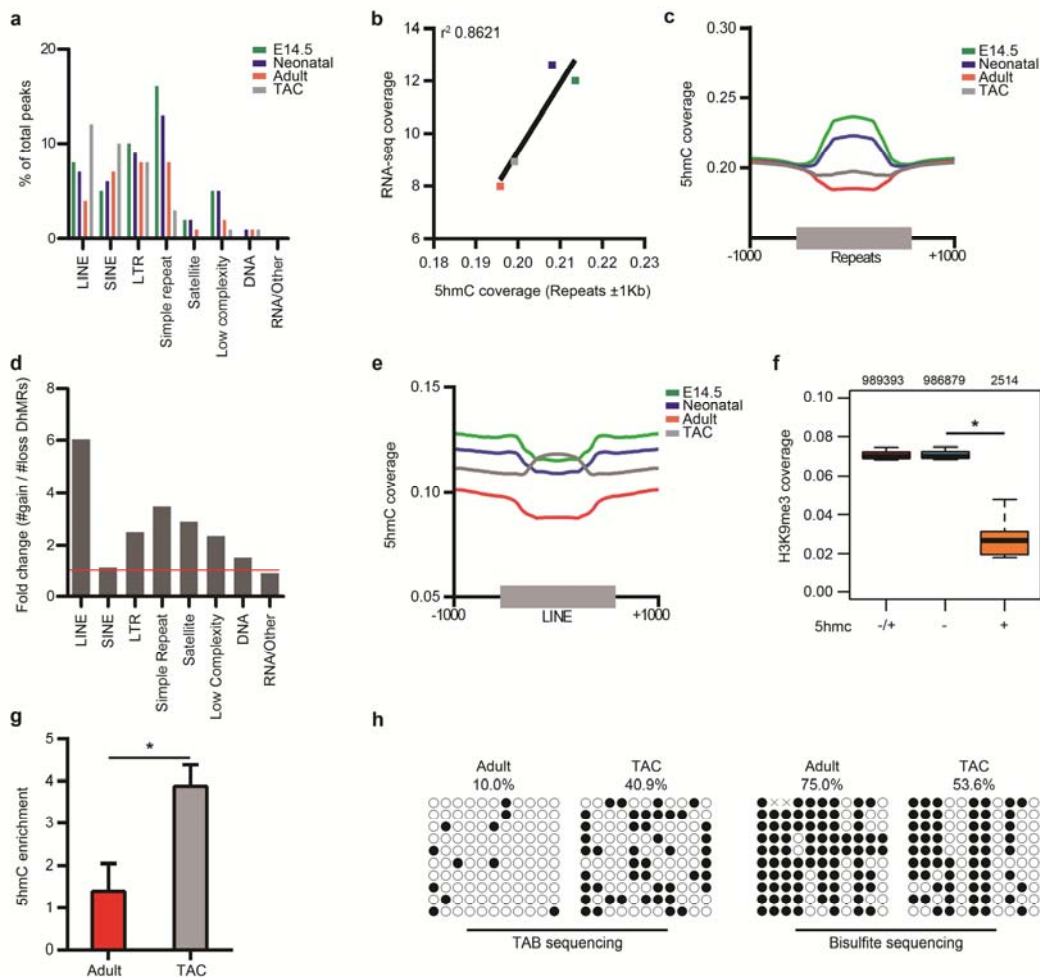 a
E14.5
Neonatal
Adult
TAC
20
10
0
% of total peaks
LINE
SINE
LTR
Simple repeat
Satellite
Low complexity
DNA
RNA/Other
b
r² 0.8621
14
12
10
8
6
RNA-seq coverage
0.18 0.19 0.20 0.21 0.22 0.23
5hmC coverage (Repeats ±1Kb)
c
E14.5
Neonatal
Adult
TAC
0.30
0.25
0.20
5hmC coverage
-1000
Repeats
+1000
d
8
6
4
2
0
Fold change (#gain / #loss DhMRs)
LINE
SINE
LTR
Simple Repeat
Satellite
Low Complexity
DNA
RNA/Other
e
E14.5
Neonatal
Adult
TAC
0.15
0.10
0.05
5hmC coverage
-1000
LINE
+1000
f
989393 986879 2514
*
0.10
0.08
0.06
0.04
0.02
0.00
H3K9me3 coverage
5hmc -/+ - +
g
*
5
4
3
2
1
0
5hmC enrichment
Adult TAC
h
Adult TAC Adult TAC
10.0% 40.9% 75.0% 53.6%
TAB sequencing Bisulfite sequencing